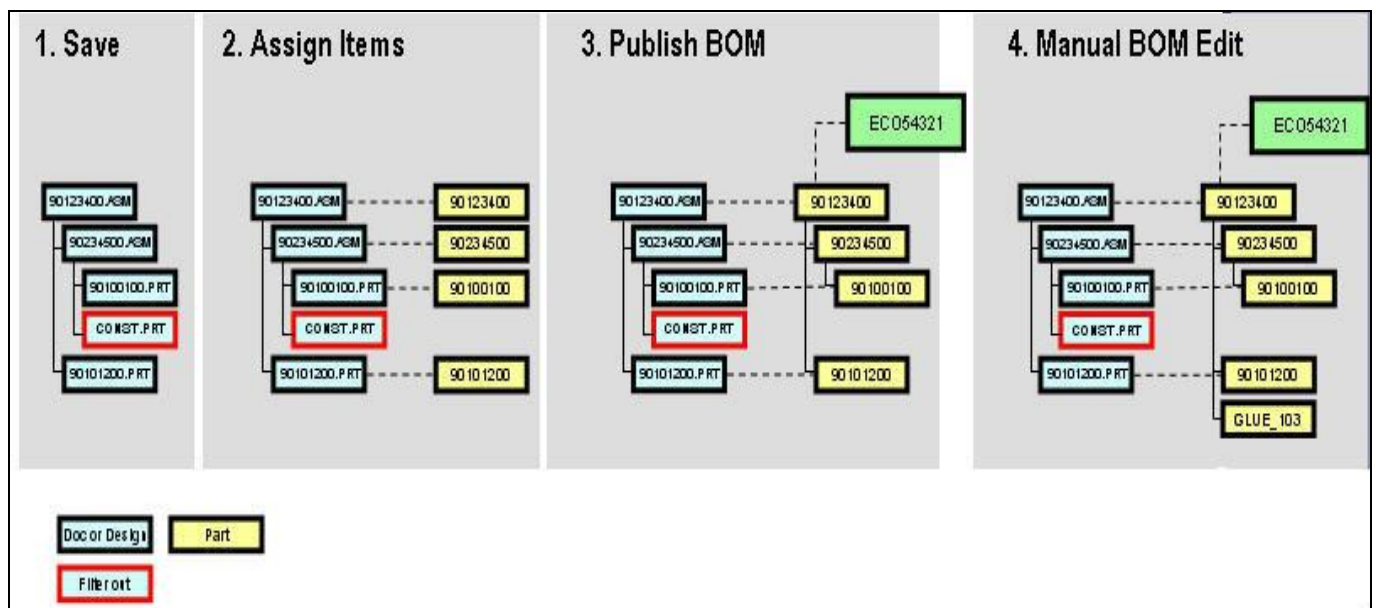 1. Save
2. Assign Items
3. Publish BOM
4. Manual BOM Edit
ECO54321
ECO54321
90123400.ASM
90123400.ASM
90123400
90123400.ASM
90123400
90123400.ASM
90123400
90234500.ASM
90234500.ASM
90234500
90234500.ASM
90234500
90234500.ASM
90234500
90100100.PRT
90100100.PRT
90100100
90100100.PRT
90100100
90100100.PRT
90100100
CONST.PRT
CONST.PRT
CONST.PRT
CONST.PRT
90101200.PRT
90101200.PRT
90101200
90101200.PRT
90101200
90101200.PRT
90101200
GLUE_103
Doc or Design
Part
Filter out